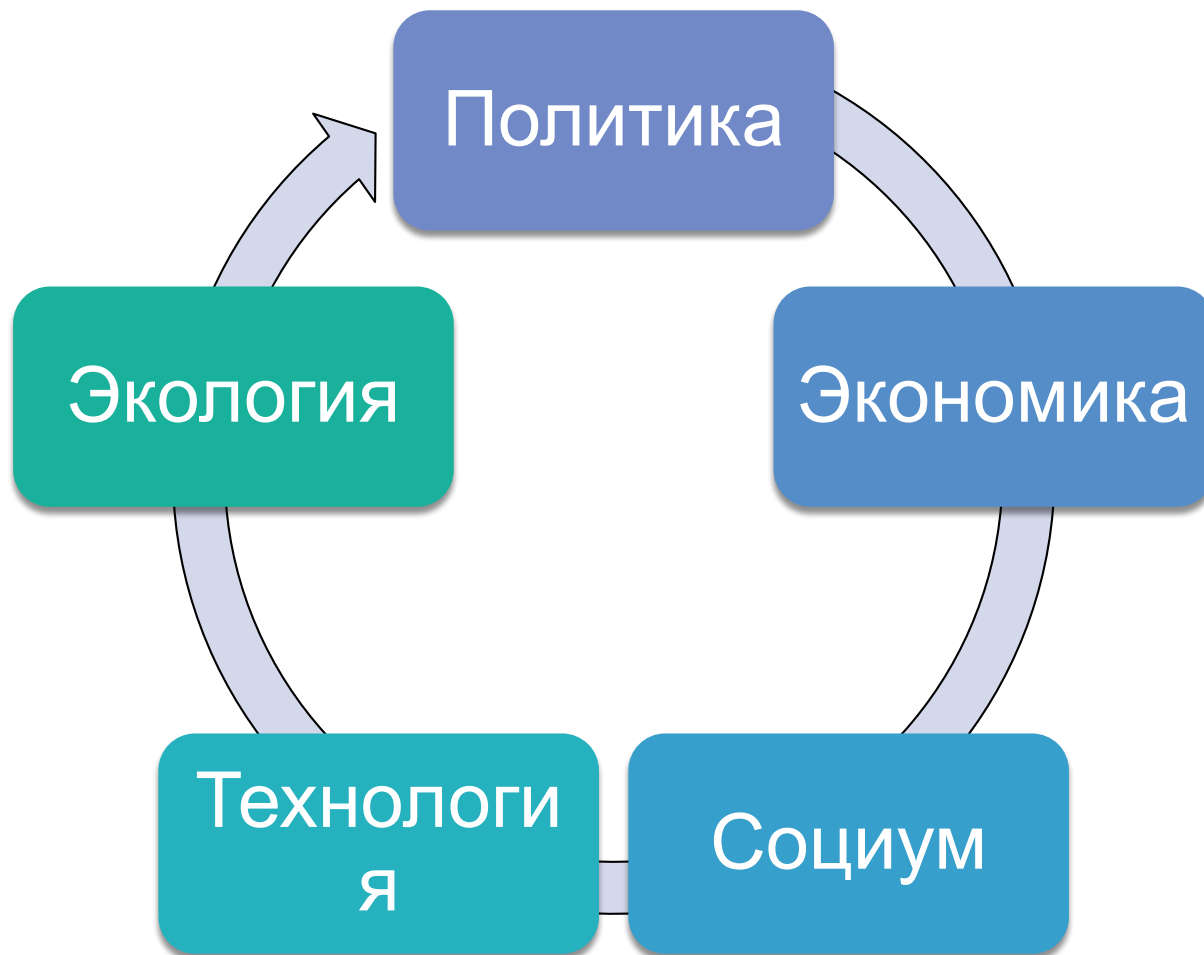 Политика
Экология
Экономика
Технологи
я
Социум